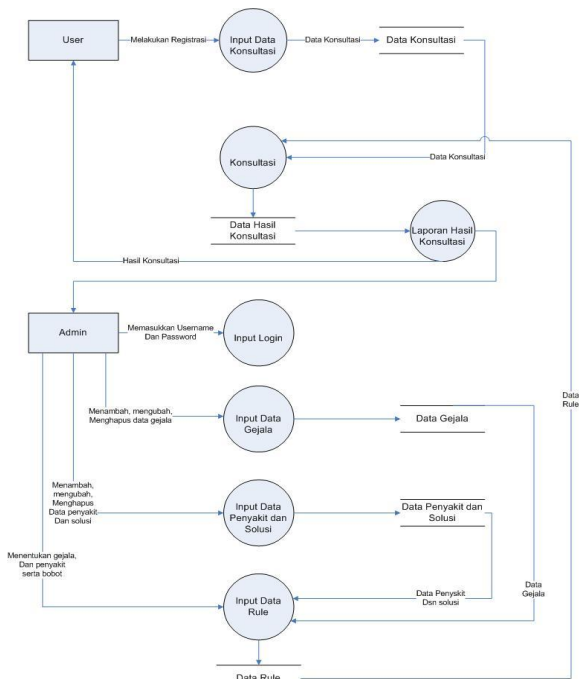 User
Melakukan Registrasi
Input Data
Konsultasi
Data Konsultasi
Data Konsultasi
Konsultasi
Data Konsultasi
Data Hasil
Konsultasi
Laporan Hasil
Konsultasi
Hasil Konsultasi
Admin
Memasukkan Username
Dan Password
Input Login
Data
Rule
Menambah, mengubah,
Menghapus data gejala
Input Data
Gejala
Data Gejala
Menambah,
mengubah,
Menghapus
Data penyakit
Dan solusi
Input Data
Penyakit dan
Solusi
Data Penyakit dan
Solusi
Menentukan gejala,
Dan penyakit
serta bobot
Input Data
Rule
Data Penyskit
Dsn solusi
Data
Gejala
Data Rule